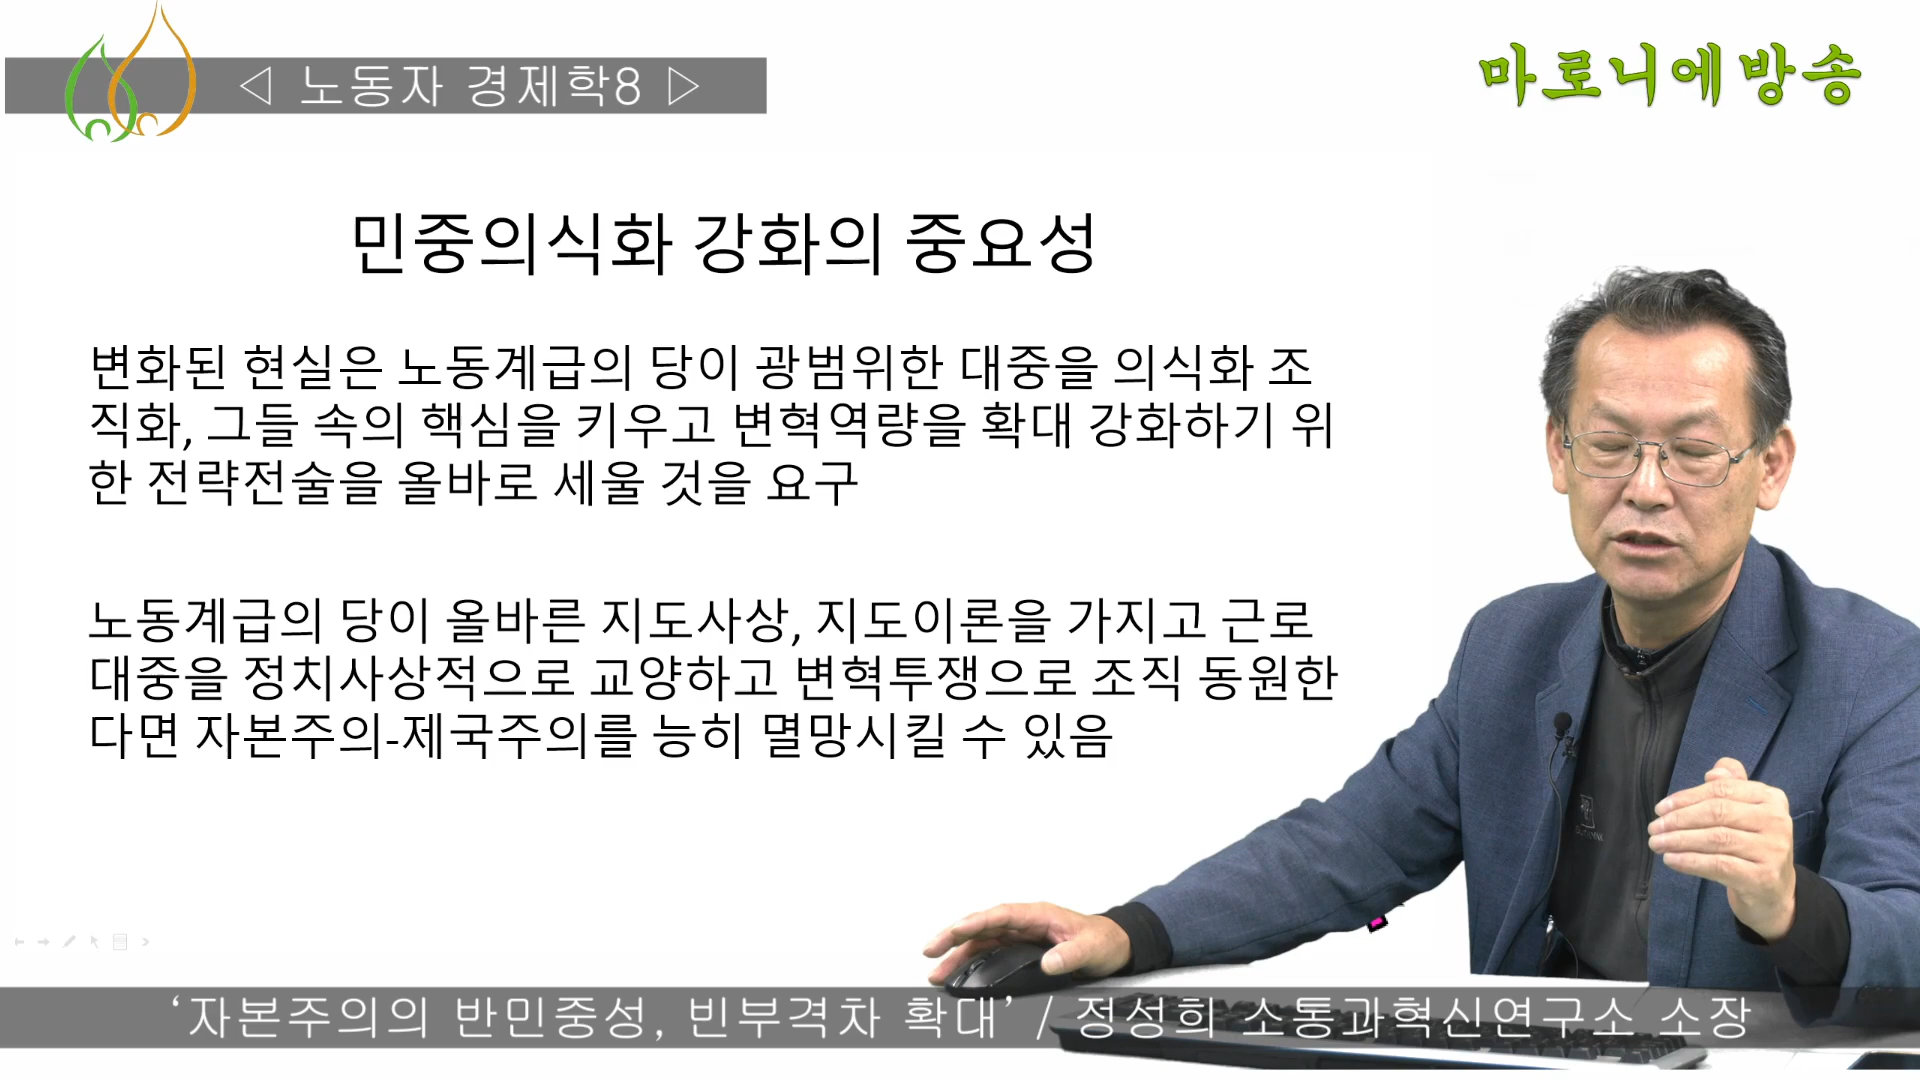 ◁ 노동자 경제학8 ▷
마로니에방송
민중의식화 강화의 중요성
변화된 현실은 노동계급의 당이 광범위한 대중을 의식화 조
직화, 그들 속의 핵심을 키우고 변혁역량을 확대 강화하기 위
한 전략전술을 올바로 세울 것을 요구
노동계급의 당이 올바른 지도사상, 지도이론을 가지고 근로
대중을 정치사상적으로 교양하고 변혁투쟁으로 조직 동원한
다면 자본주의-제국주의를 능히 멸망시킬 수 있음
‘자본주의의 반민중성, 빈부격차 확대’ / 정성희 소통과혁신연구소 소장